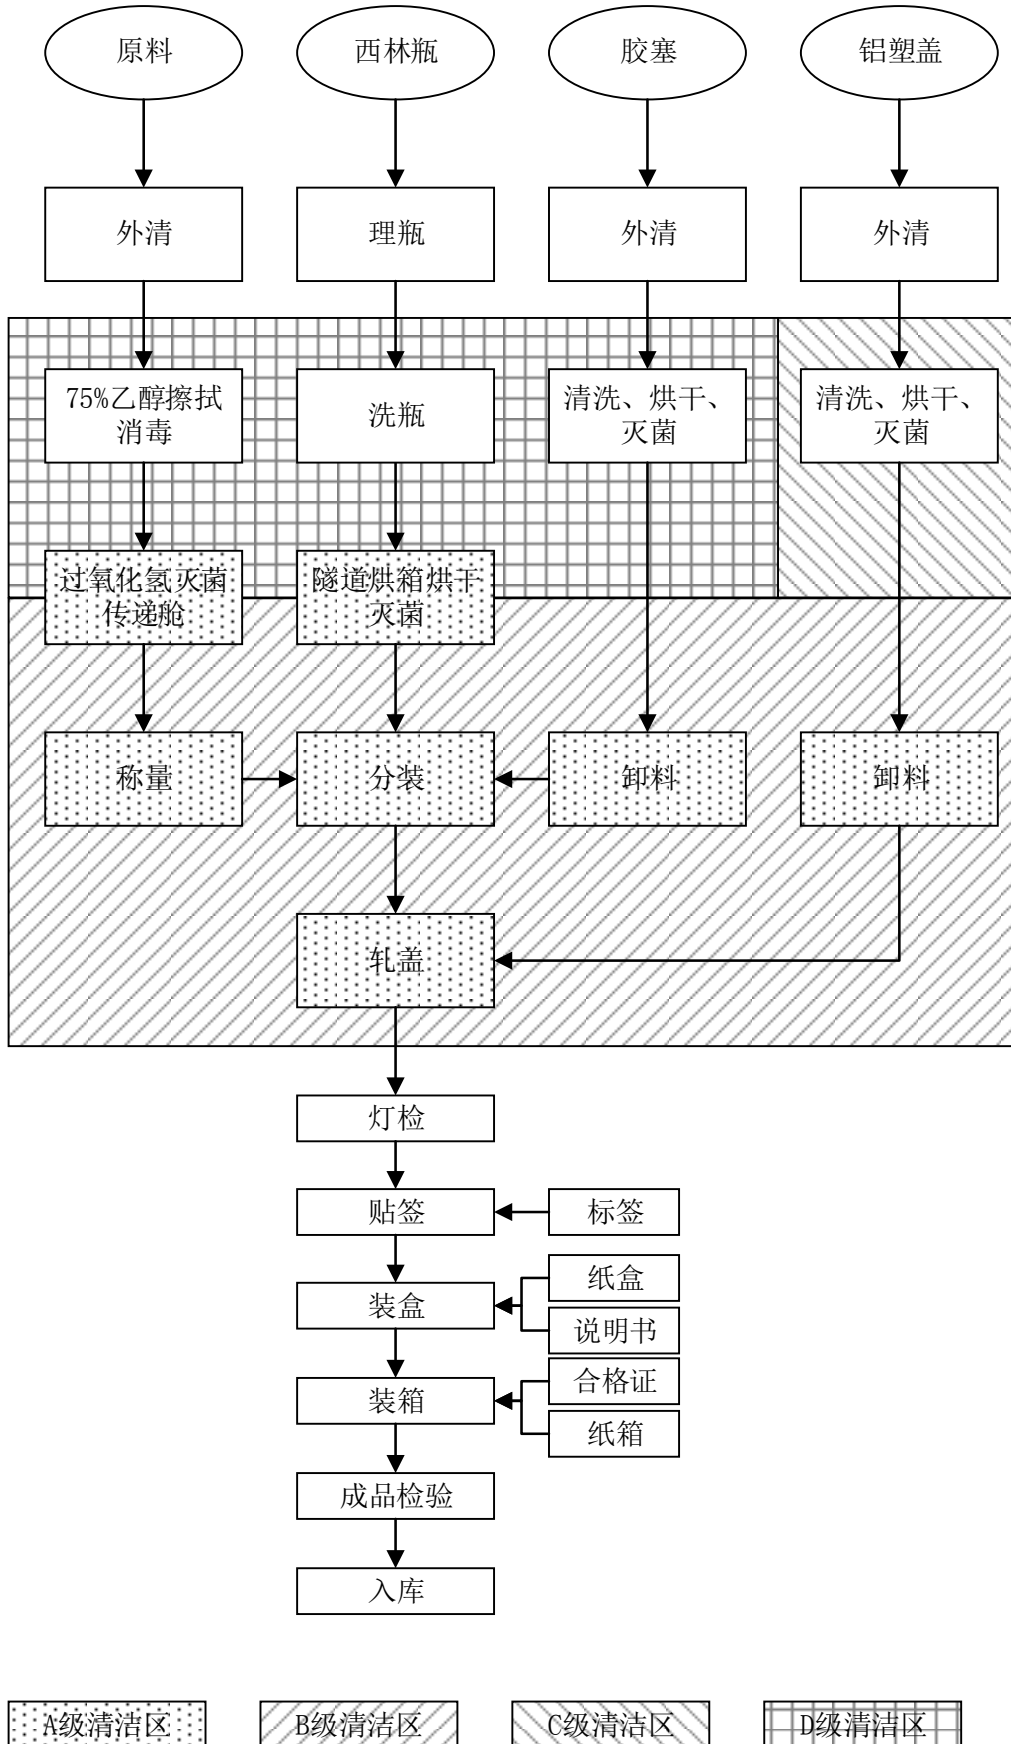 原料
西林瓶
胶塞
铝塑盖
外清
理瓶
外清
外清
75%乙醇擦拭
消毒
洗瓶
清洗、烘干、
灭菌
清洗、烘干、
灭菌
过氧化氢灭菌
传递舱
隧道烘箱烘干
灭菌
称量
分装
卸料
卸料
轧盖
灯检
贴签
标签
纸盒
装盒
说明书
合格证
装箱
纸箱
成品检验
入库
A级清洁区
B级清洁区
C级清洁区
D级清洁区